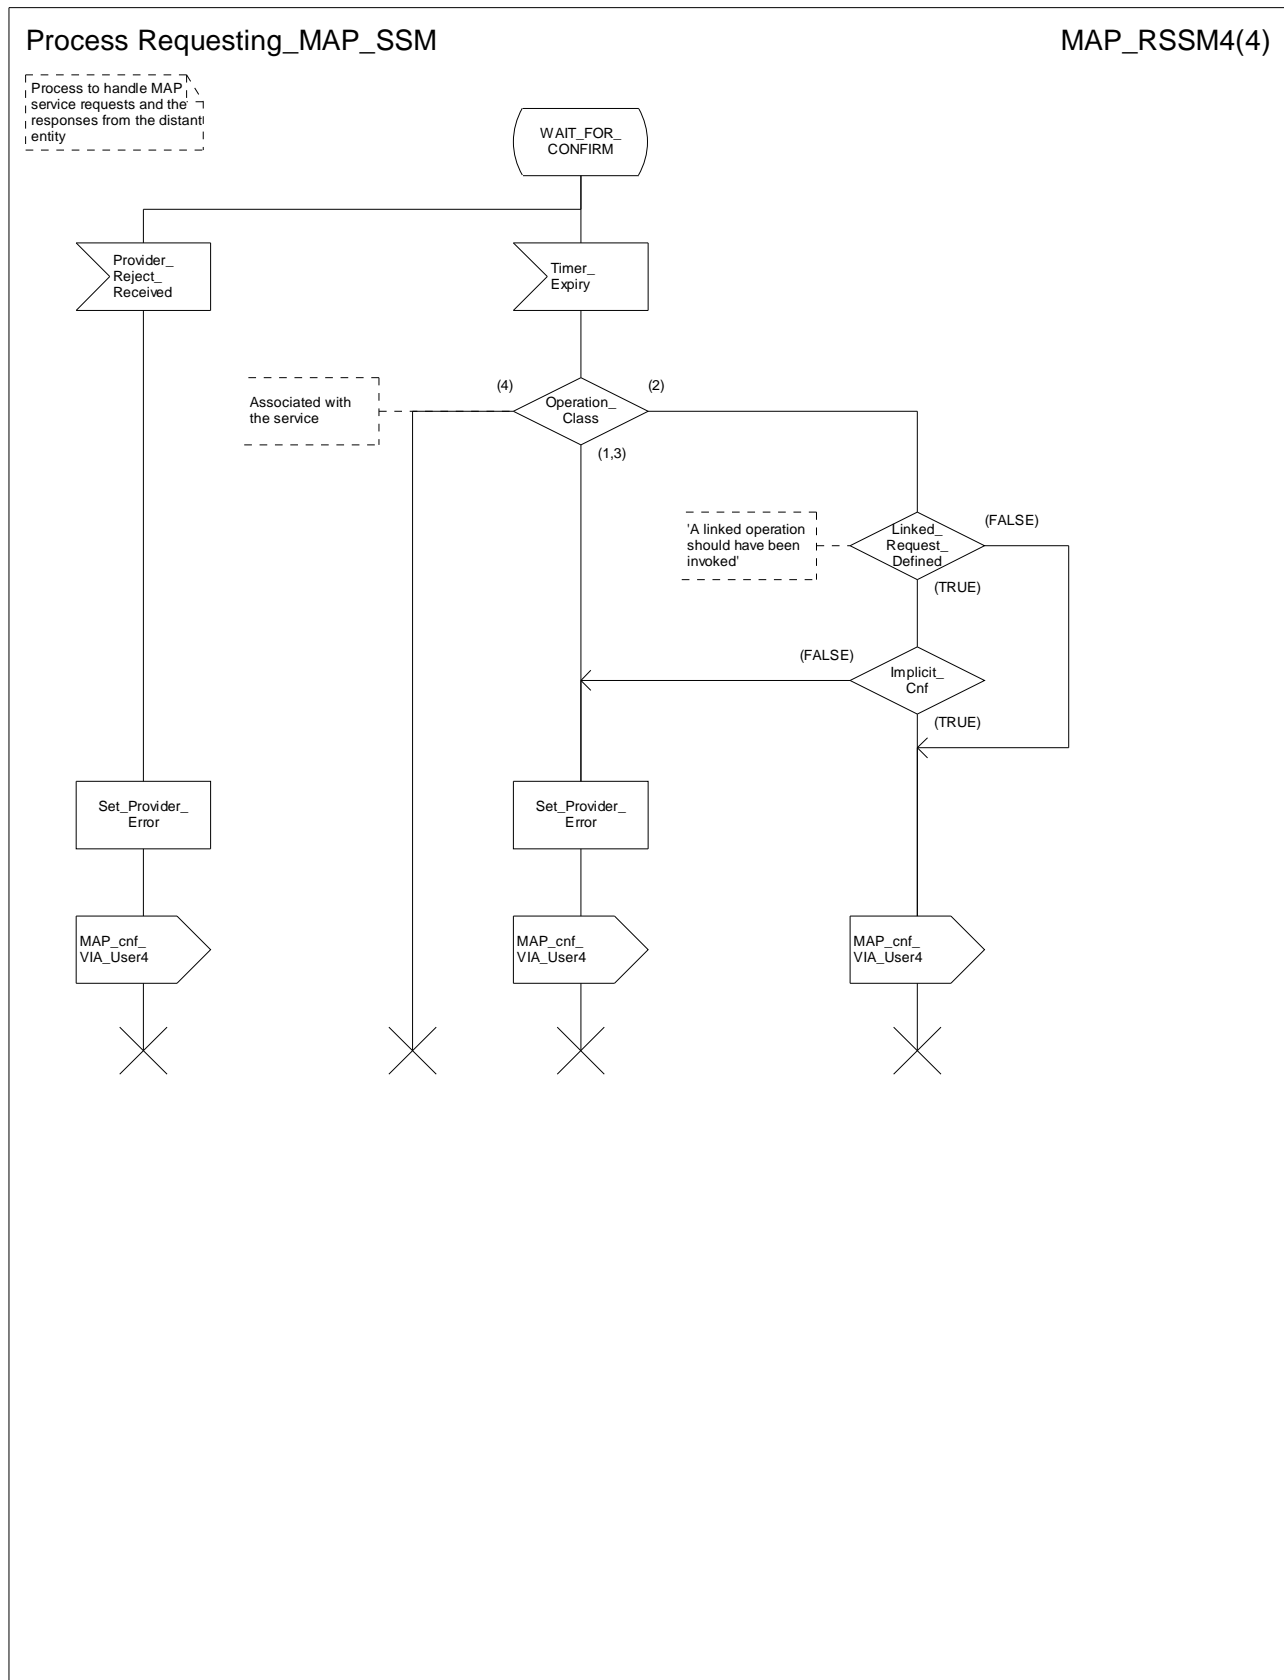 Process Requesting_MAP_SSM
MAP_RSSM4(4)
Process to handle MAP
service requests and the
responses from the distant
entity
WAIT_FOR_
CONFIRM
Provider_
Reject_
Received
Timer_
Expiry
Associated with
the service
(4)
Operation_
Class
(2)
(1,3)
'A linked operation
should have been
invoked'
Linked_
Request_
Defined
(FALSE)
(TRUE)
(FALSE)
Implicit_
Cnf
(TRUE)
Set_Provider_
Error
Set_Provider_
Error
MAP_cnf_
VIA_User4
MAP_cnf_
VIA_User4
MAP_cnf_
VIA_User4